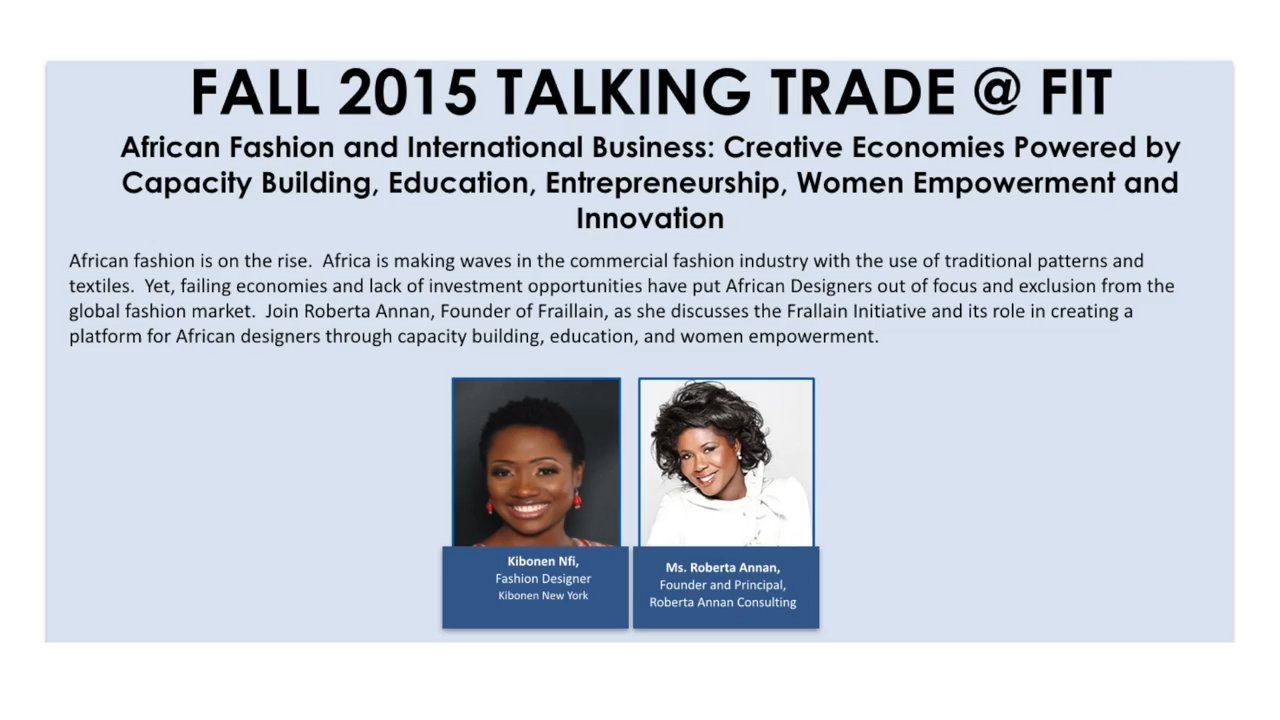 FALL 2015 TALKING TRADE @ FIT
African Fashion and International Business: Creative Economies Powered by
Capacity Building, Education, Entrepreneurship, Women Empowerment and
Innovation
African fashion is on the rise.  Africa is making waves in the commercial fashion industry with the use of traditional patterns and
textiles.  Yet, failing economies and lack of investment opportunities have put African Designers out of focus and exclusion from the
global fashion market.  Join Roberta Annan, Founder of Fraillain, as she discusses the Frallain Initiative and its role in creating a
platform for African designers through capacity building, education, and women empowerment.
Kibonen Nfi,
Fashion Designer
Kibonen New York
Ms. Roberta Annan,
Founder and Principal,
Roberta Annan Consulting